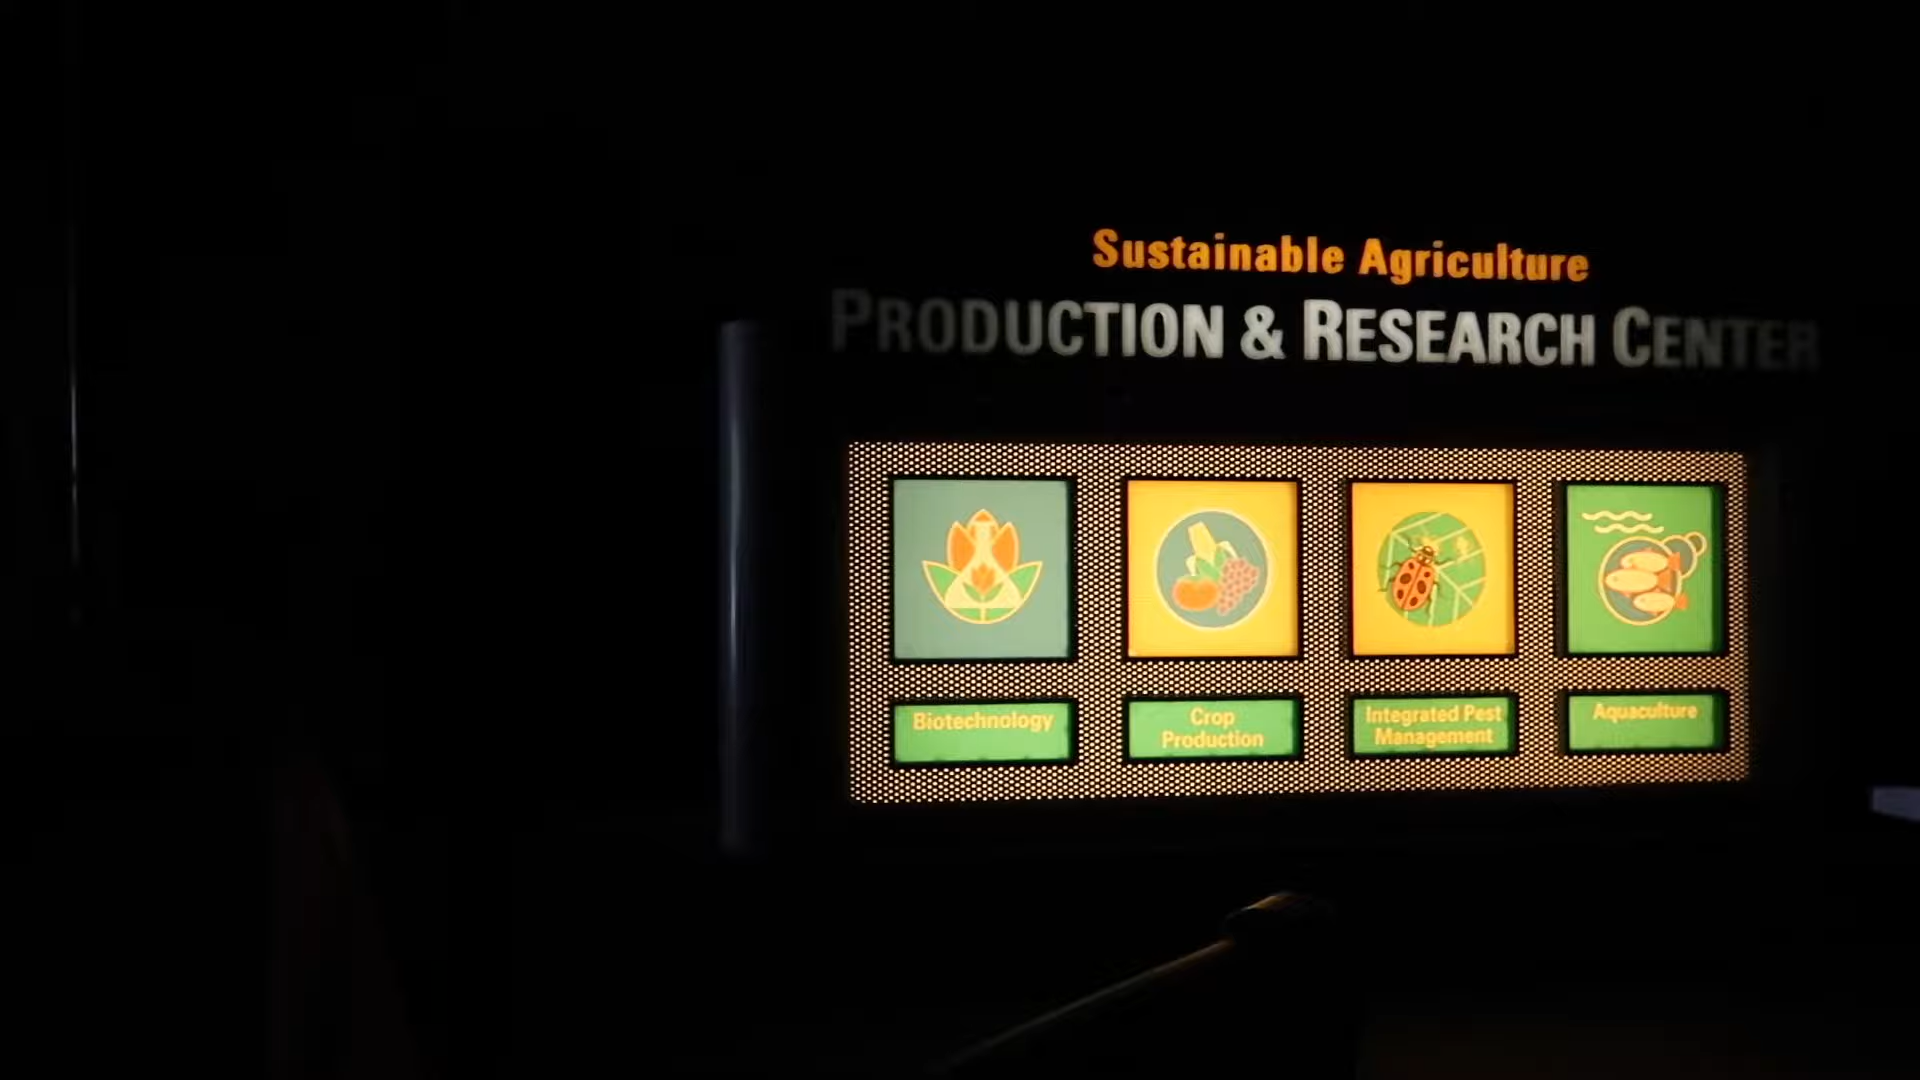 Sustainable Agriculture
PRODUCTION & RESEARCH CENTER
Biotechnology
Crop
Production
Integrated Pest
Management
Aquaculture